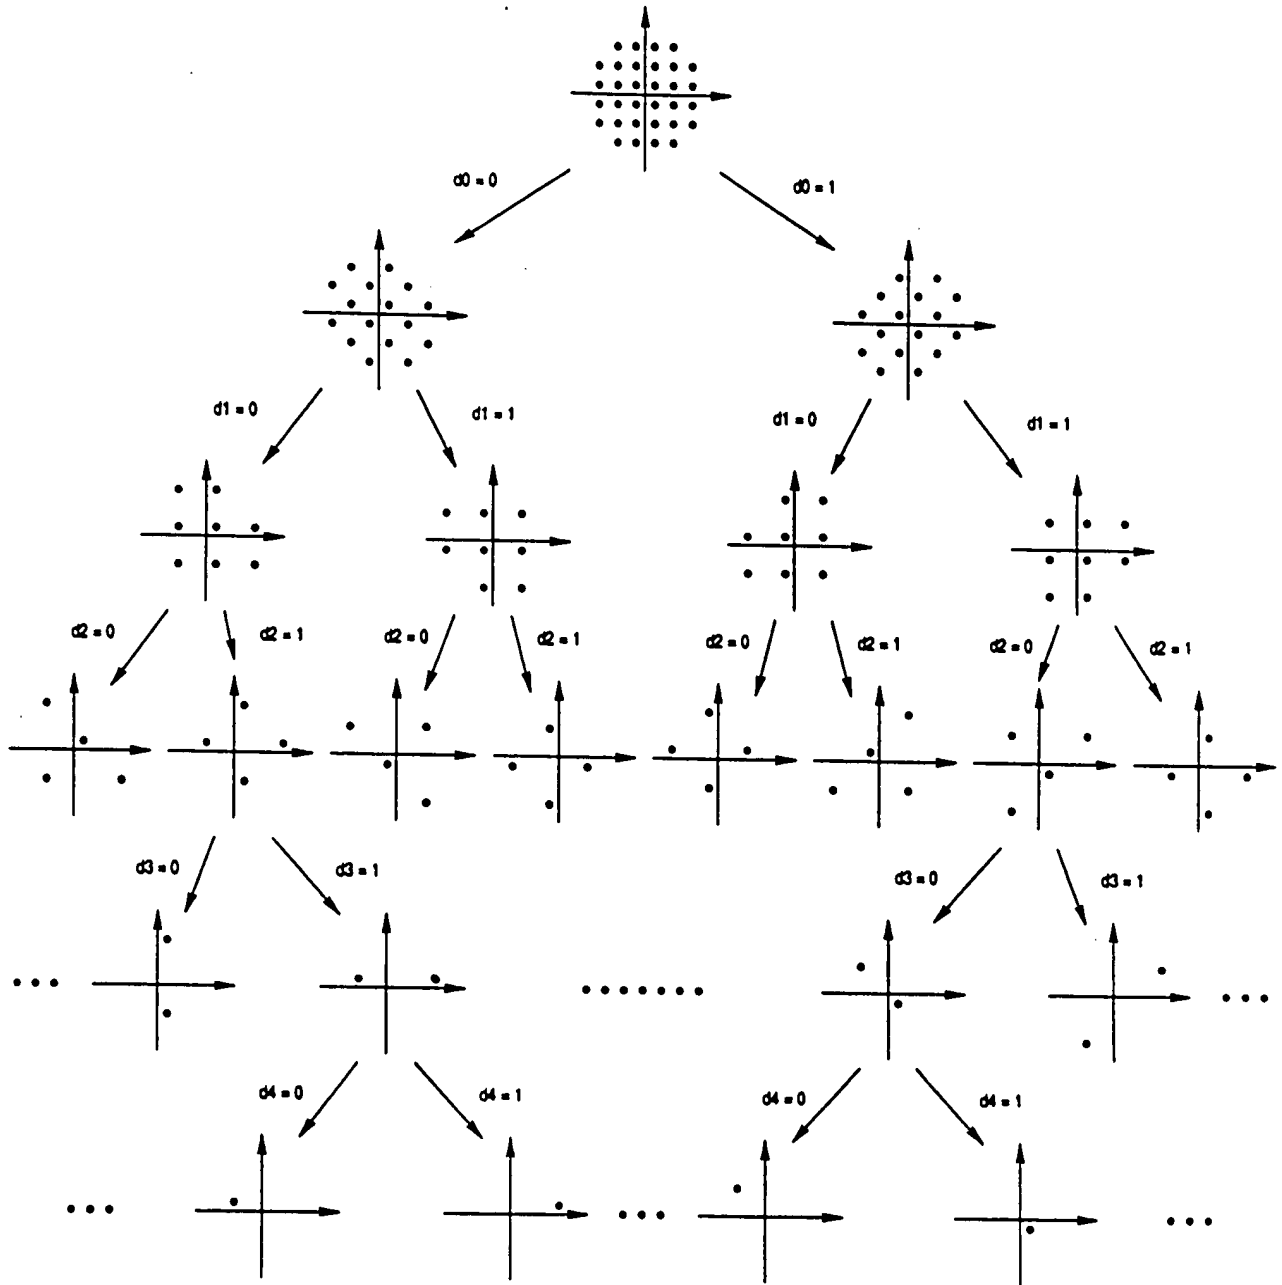 d0 = 0
d0 = 1
d1 = 0
d1 = 1
d1 = 0
d1 = 1
d2 = 0
d2 = 1
d2 = 0
d2 = 1
d2 = 0
d2 = 1
d2 = 0
d2 = 1
d3 = 0
d3 = 1
d3 = 0
d3 = 1
d4 = 0
d4 = 1
d4 = 0
d4 = 1